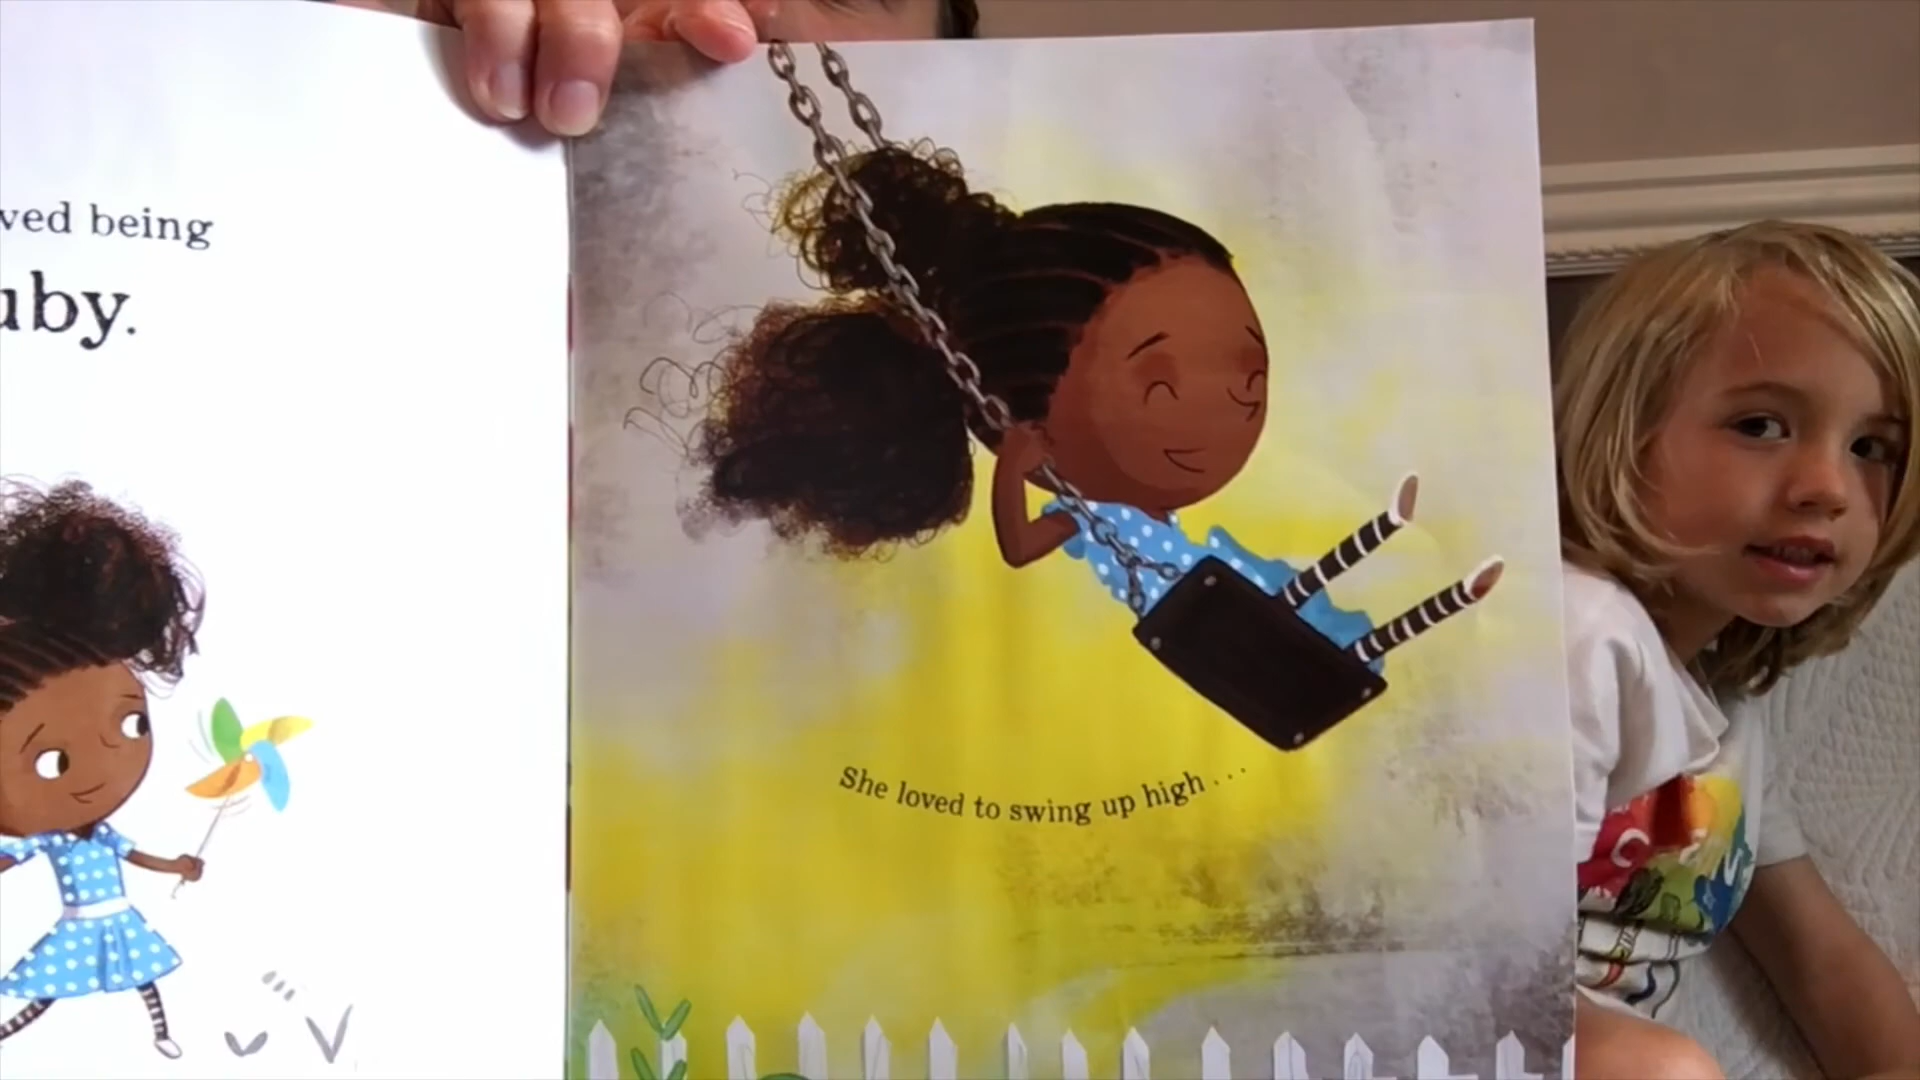 ved being
uby.
She loved to swing up high . . .